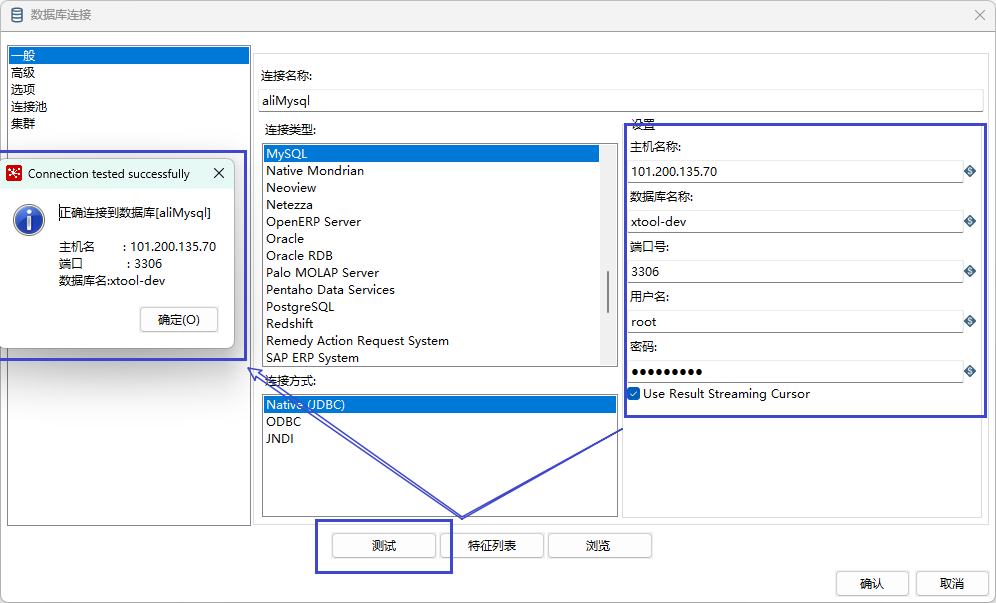 数据库连接
一般
高级
选项
连接池
集群
Connection tested successfully
正确连接到数据库[aliMysql]
主机名 : 101.200.135.70
端口 : 3306
数据库名:xtool-dev
确定(O)
连接名称:
aliMysql
连接类型:
MySQL
Native Mondrian
Neoview
Netezza
OpenERP Server
Oracle
Oracle RDB
Palo MOLAP Server
Pentaho Data Services
PostgreSQL
Redshift
Remedy Action Request System
SAP ERP System
连接方式:
Native (JDBC)
ODBC
JNDI
设置
主机名称:
101.200.135.70
数据库名称:
xtool-dev
端口号:
3306
用户名:
root
密码:
●●●●●●●●●
Use Result Streaming Cursor
测试
特征列表
浏览
确认
取消